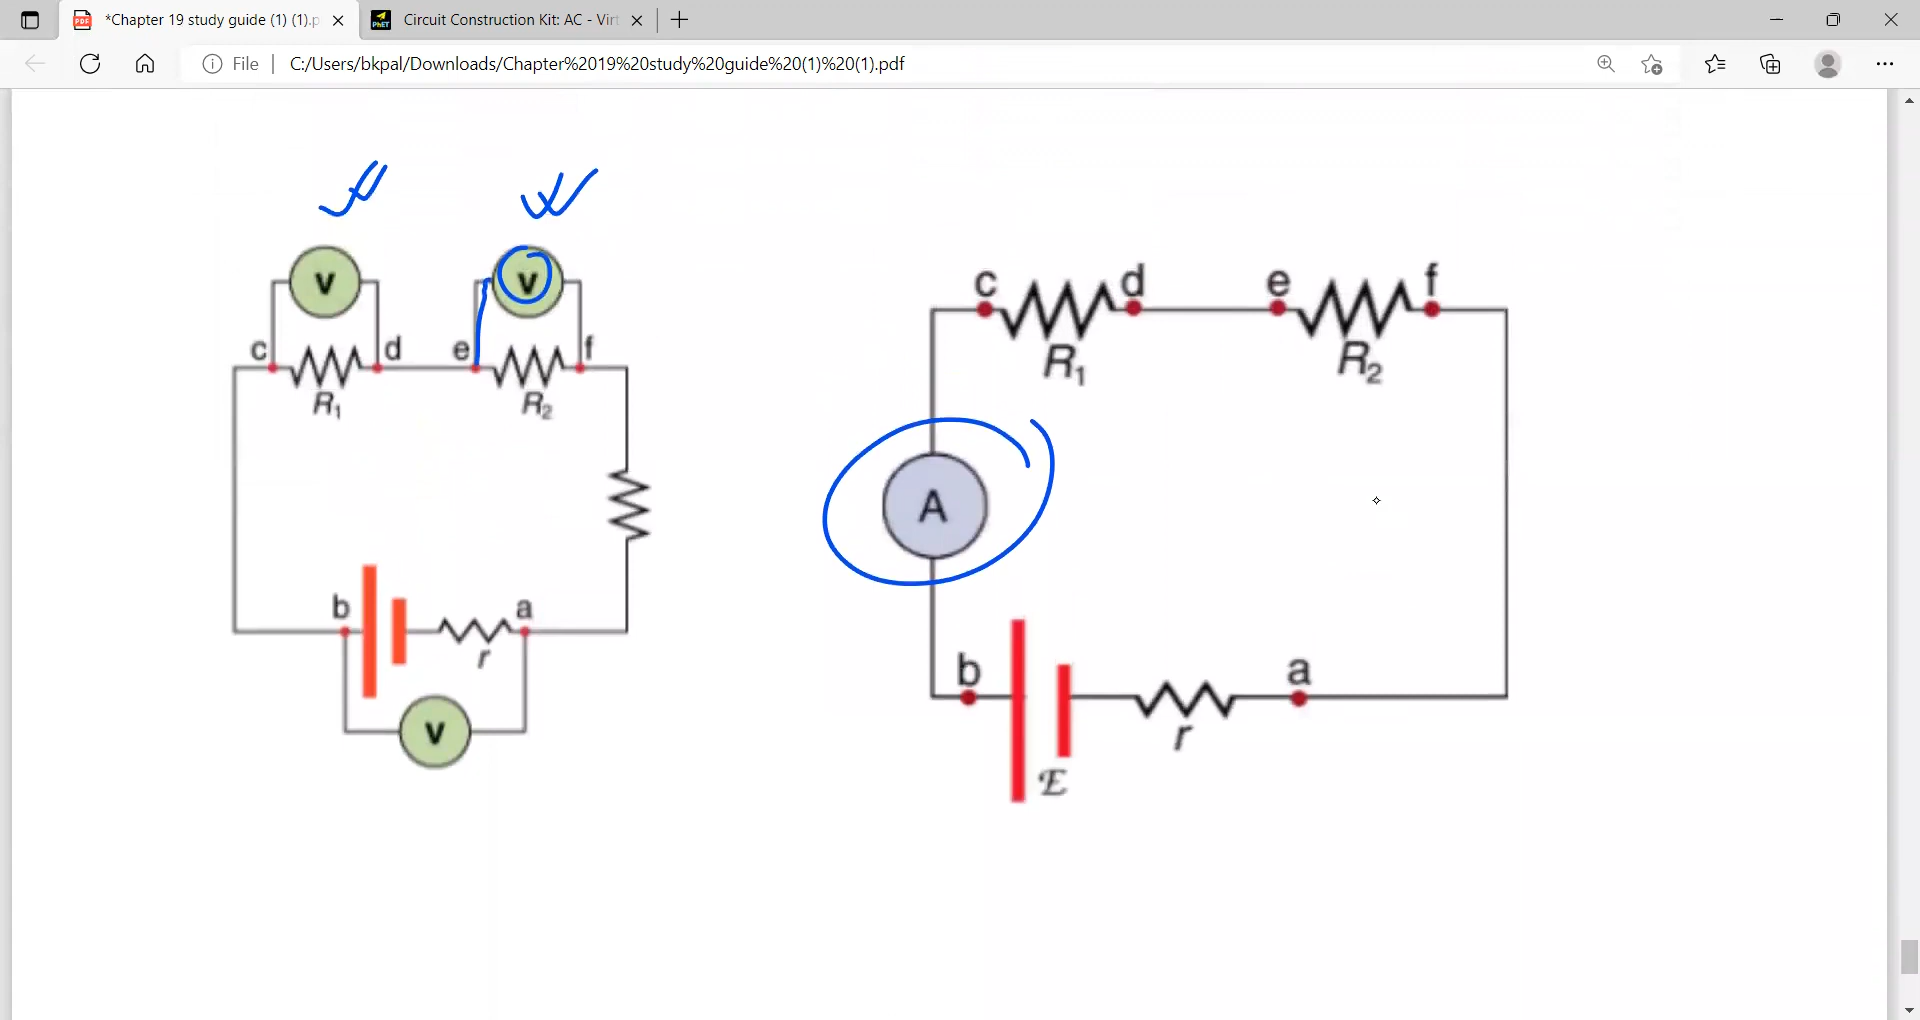 *Chapter 19 study guide (1) (1).p
Circuit Construction Kit: AC - Virt
File C:/Users/bkpal/Downloads/Chapter%2019%20study%20guide%20(1)%20(1).pdf
V V
c d e f
R₁ R₂
b a
r
V
c d e f
R₁ R₂
A
b a
r
ℰ